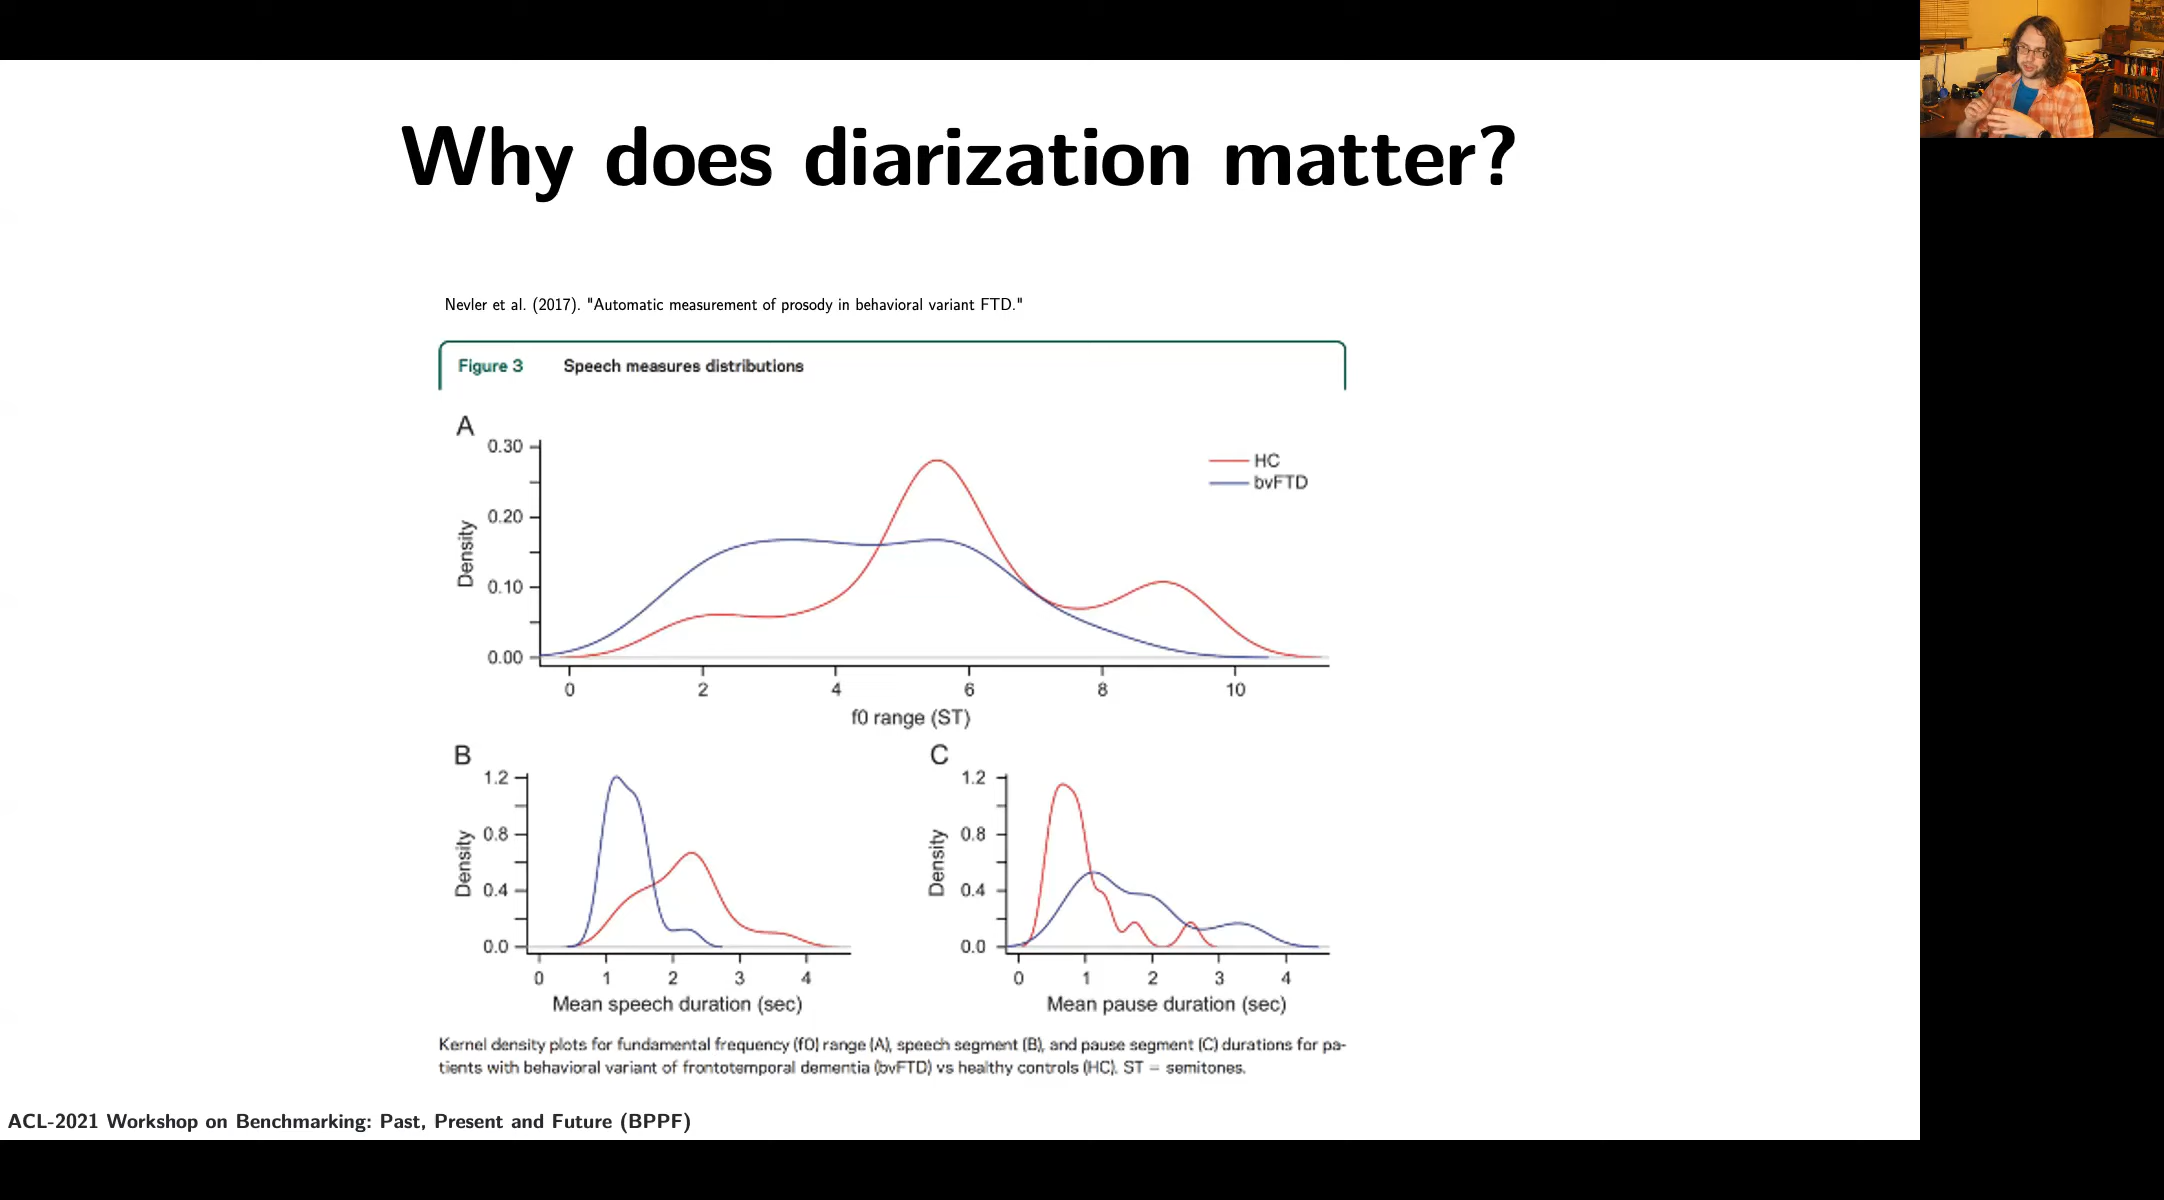 Why does diarization matter?
Nevler et al. (2017). "Automatic measurement of prosody in behavioral variant FTD."
Figure 3 Speech measures distributions
A
0.30
0.20
0.10
0.00
Density
HC
bvFTD
0 2 4 6 8 10
f0 range (ST)
B
1.2
0.8
0.4
0.0
Density
0 1 2 3 4
Mean speech duration (sec)
C
1.2
0.8
0.4
0.0
Density
0 1 2 3 4
Mean pause duration (sec)
Kernel density plots for fundamental frequency (f0) range (A), speech segment (B), and pause segment (C) durations for pa-
tients with behavioral variant of frontotemporal dementia (bvFTD) vs healthy controls (HC). ST = semitones.
ACL-2021 Workshop on Benchmarking: Past, Present and Future (BPPF)